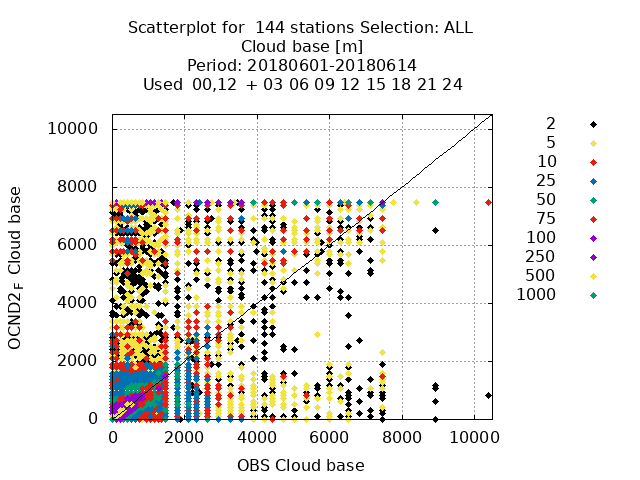 Scatterplot for  144 stations Selection: ALL
Cloud base [m]
Period: 20180601-20180614
Used  00,12  + 03 06 09 12 15 18 21 24
OCND2F Cloud base
10000
8000
6000
4000
2000
0
0 2000 4000 6000 8000 10000
OBS Cloud base
2
5
10
25
50
75
100
250
500
1000